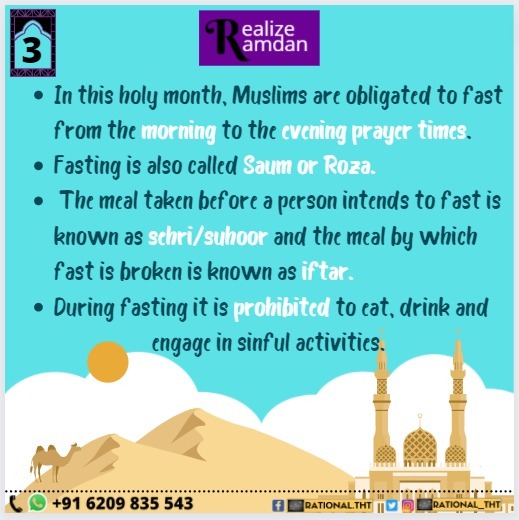 3
Realize
Ramdan
• In this holy month, Muslims are obligated to fast
from the morning to the evening prayer times.
• Fasting is also called Saum or Roza.
• The meal taken before a person intends to fast is
known as sehri/suhoor and the meal by which
fast is broken is known as iftar.
• During fasting it is prohibited to eat, drink and
engage in sinful activities.
+91 6209 835 543
RATIONAL.THT
RATIONAL_THT